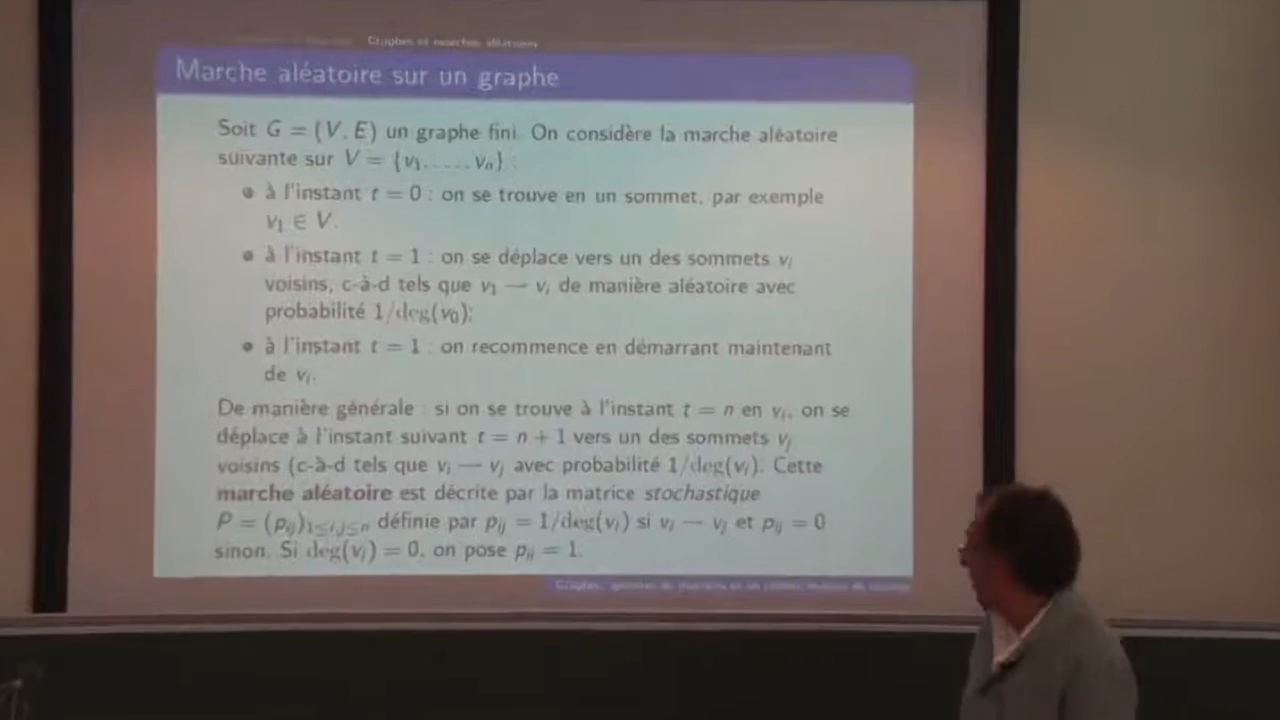 Graphes et marches aléatoires
Marche aléatoire sur un graphe
Soit G = (V, E) un graphe fini. On considère la marche aléatoire
suivante sur V = {v₁, . . . , vₙ} :
à l'instant t = 0 : on se trouve en un sommet, par exemple
v₁ ∈ V.
à l'instant t = 1 : on se déplace vers un des sommets vᵢ
voisins, c-à-d tels que v₁ — vᵢ de manière aléatoire avec
probabilité 1/deg(v₀);
à l'instant t = 1 : on recommence en démarrant maintenant
de vᵢ.
De manière générale : si on se trouve à l'instant t = n en vᵢ, on se
déplace à l'instant suivant t = n + 1 vers un des sommets vⱼ
voisins (c-à-d tels que vᵢ — vⱼ avec probabilité 1/deg(vᵢ). Cette
marche aléatoire est décrite par la matrice stochastique
P = (pᵢⱼ)₁≤ᵢ,ⱼ≤ₙ définie par pᵢⱼ = 1/deg(vᵢ) si vᵢ — vⱼ et pᵢⱼ = 0
sinon. Si deg(vᵢ) = 0, on pose pᵢᵢ = 1.